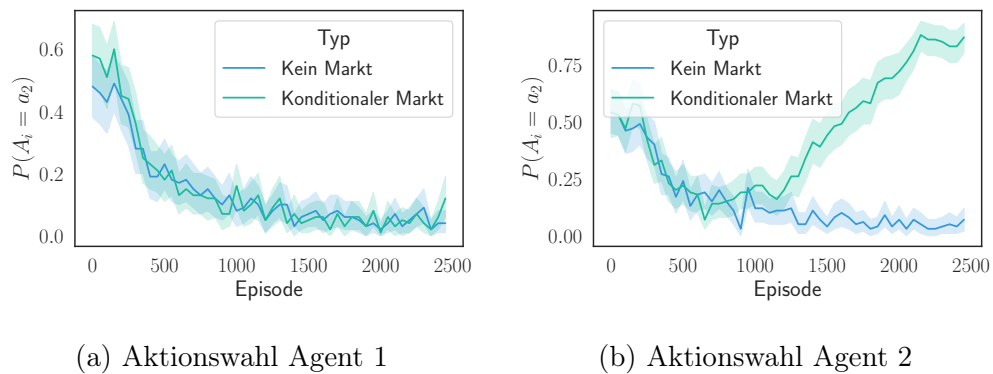 Typ
Kein Markt
Konditionaler Markt
P(A_i = a_2)
0.6
0.4
0.2
0.0
0 500 1000 1500 2000 2500
Episode
(a) Aktionswahl Agent 1
Typ
Kein Markt
Konditionaler Markt
P(A_i = a_2)
0.75
0.50
0.25
0.00
0 500 1000 1500 2000 2500
Episode
(b) Aktionswahl Agent 2